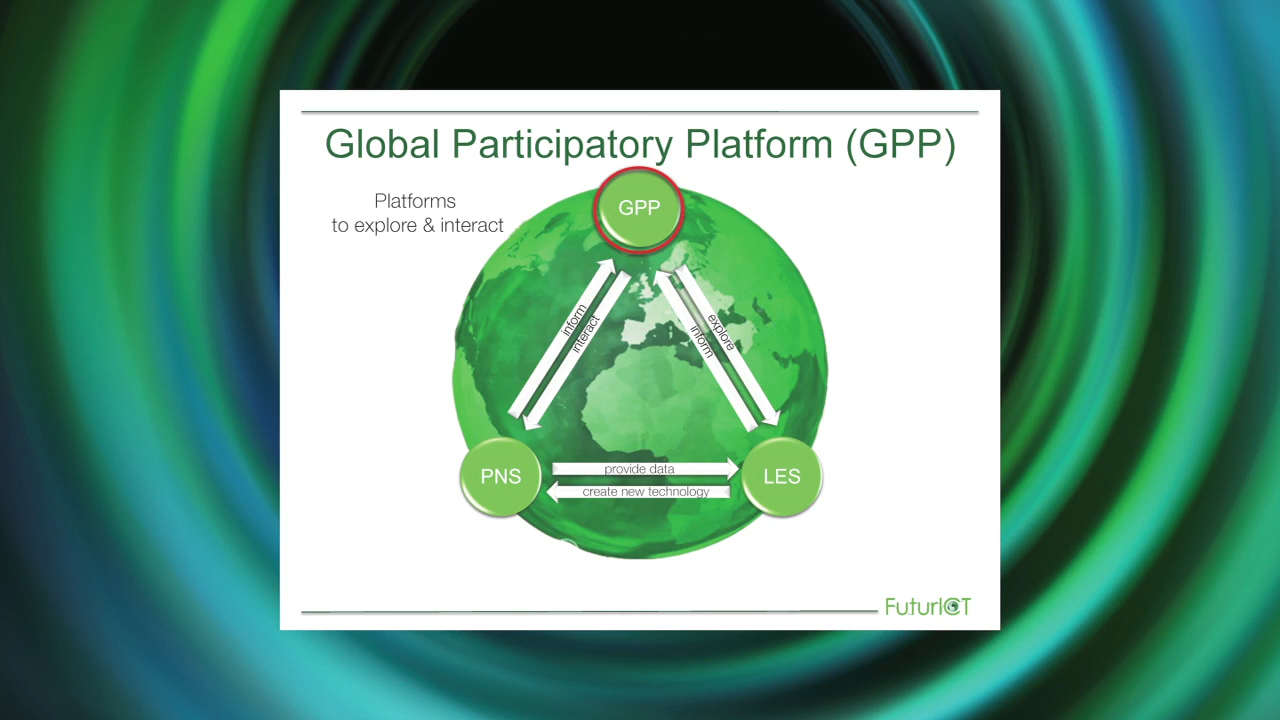 Global Participatory Platform (GPP)
Platforms
to explore & interact
GPP
inform
interact
explore
inform
PNS
provide data
create new technology
LES
FuturICT